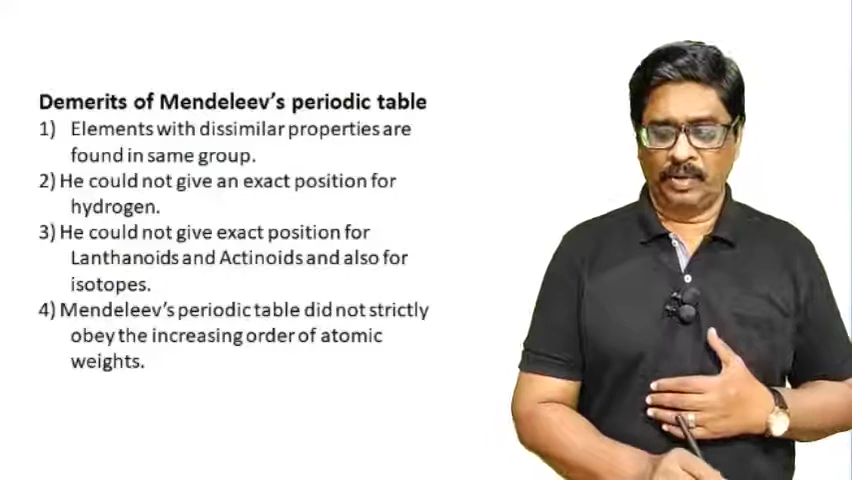 Demerits of Mendeleev's periodic table
1) Elements with dissimilar properties are
found in same group.
2) He could not give an exact position for
hydrogen.
3) He could not give exact position for
Lanthanoids and Actinoids and also for
isotopes.
4) Mendeleev's periodic table did not strictly
obey the increasing order of atomic
weights.